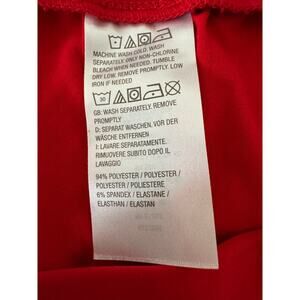 MACHINE WASH COLD. WASH
SEPARATELY. ONLY NON-CHLORINE
BLEACH WHEN NEEDED. TUMBLE
DRY LOW. REMOVE PROMPTLY. LOW
IRON IF NEEDED
30
GB: WASH SEPARATELY. REMOVE
PROMPTLY
D: SEPARAT WASCHEN. VOR DER
WÄSCHE ENTFERNEN
I: LAVARE SEPARATAMENTE.
RIMUOVERE SUBITO DOPO IL
LAVAGGIO
94% POLYESTER / POLYESTER /
POLYESTER / POLIESTERE
6% SPANDEX / ELASTANE /
ELASTHAN / ELASTAN